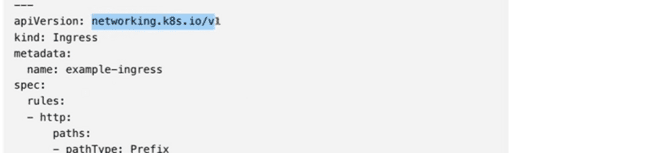 ---
apiVersion: networking.k8s.io/v1
kind: Ingress
metadata:
  name: example-ingress
spec:
  rules:
  - http:
      paths:
      - pathType: Prefix